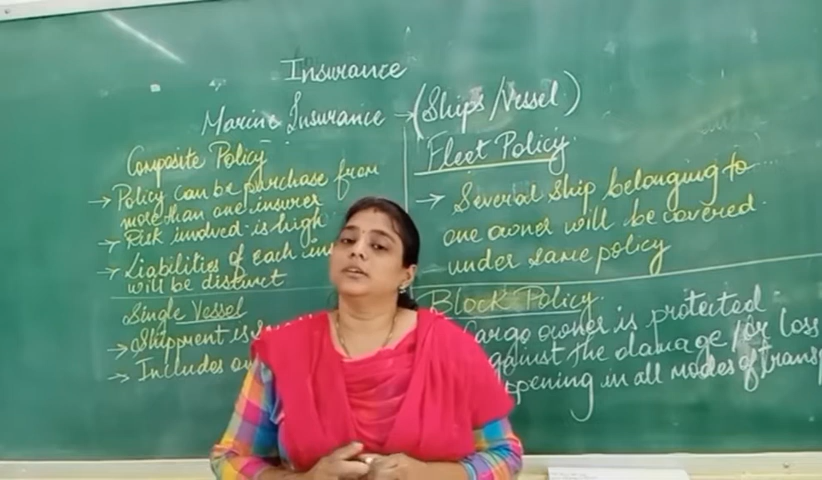 Insurance
Marine Insurance → (Ships/Vessel)
Composite Policy
→ Policy can be purchase from
more than one insurer
→ Risk involved is high
→ Liabilities of each
will be distinct
Single Vessel
→ Shipment is
→ Includes
Fleet Policy
→ Several ship belonging to
one owner will be covered.
under same policy
Block Policy.
cargo owner is protected
against the damage /or Loss
in all modes of